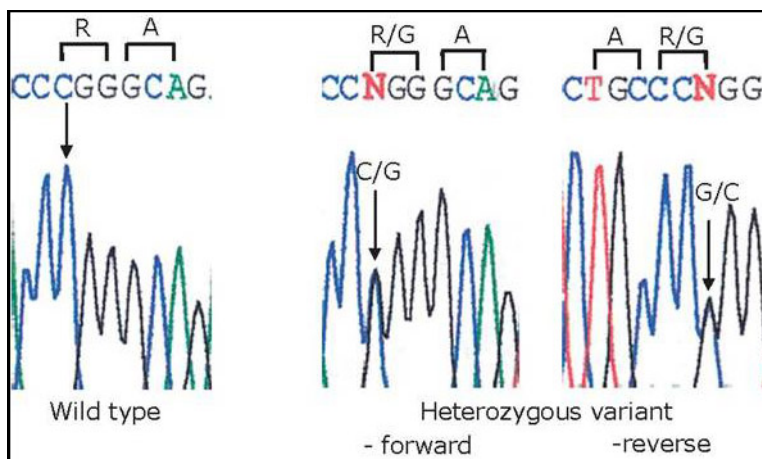 R A R/G A A R/G
CCCGGGCAG. CCNGGGCAG CTGCCCNGG
C/G G/C
Wild type Heterozygous variant
- forward -reverse